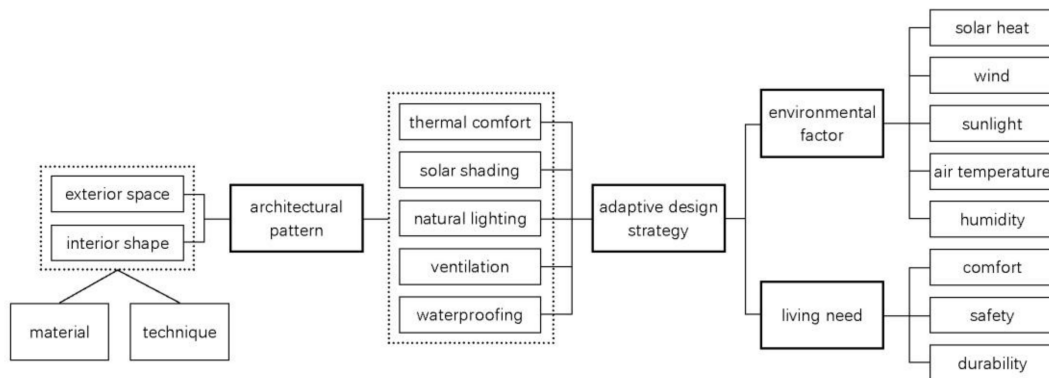 exterior space
interior shape
material
technique
architectural
pattern
thermal comfort
solar shading
natural lighting
ventilation
waterproofing
adaptive design
strategy
environmental
factor
living need
solar heat
wind
sunlight
air temperature
humidity
comfort
safety
durability